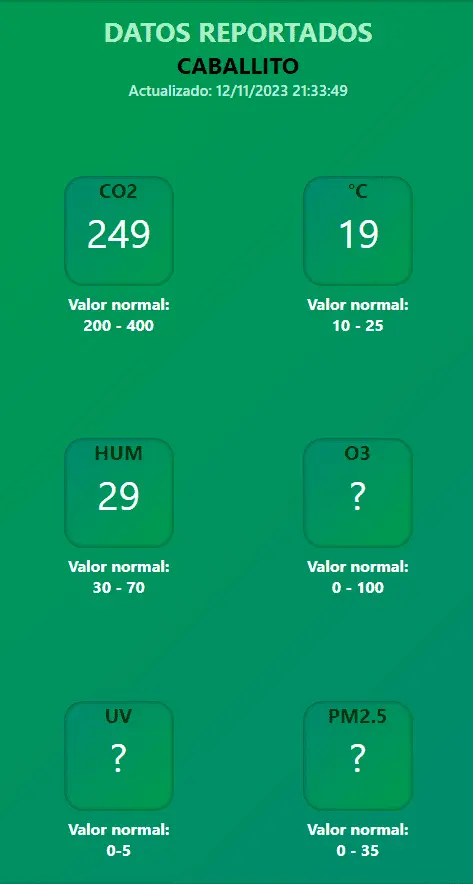 DATOS REPORTADOS
CABALLITO
Actualizado: 12/11/2023 21:33:49
CO2
249
Valor normal:
200 - 400
°C
19
Valor normal:
10 - 25
HUM
29
Valor normal:
30 - 70
O3
?
Valor normal:
0 - 100
UV
?
Valor normal:
0-5
PM2.5
?
Valor normal:
0 - 35